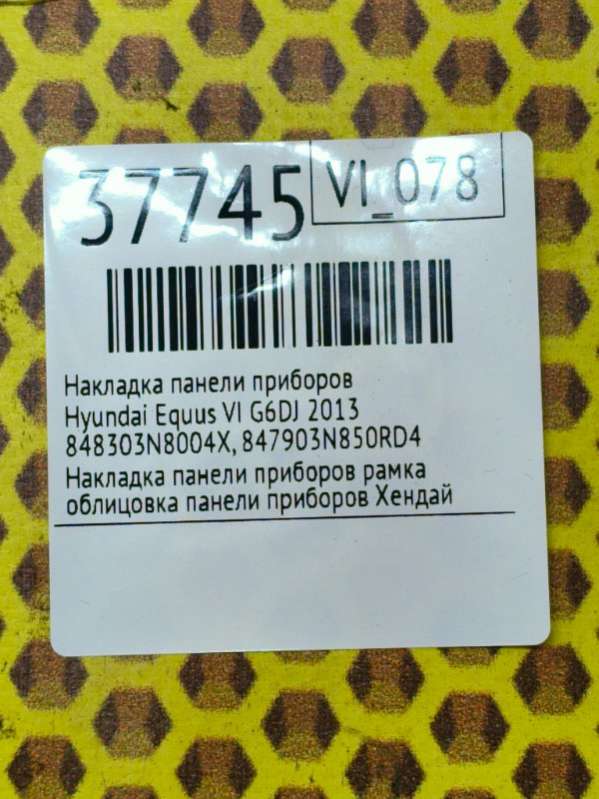 37745
VI_078
Накладка панели приборов
Hyundai Equus VI G6DJ 2013
848303N8004X, 847903N850RD4
Накладка панели приборов рамка
облицовка панели приборов Хендай